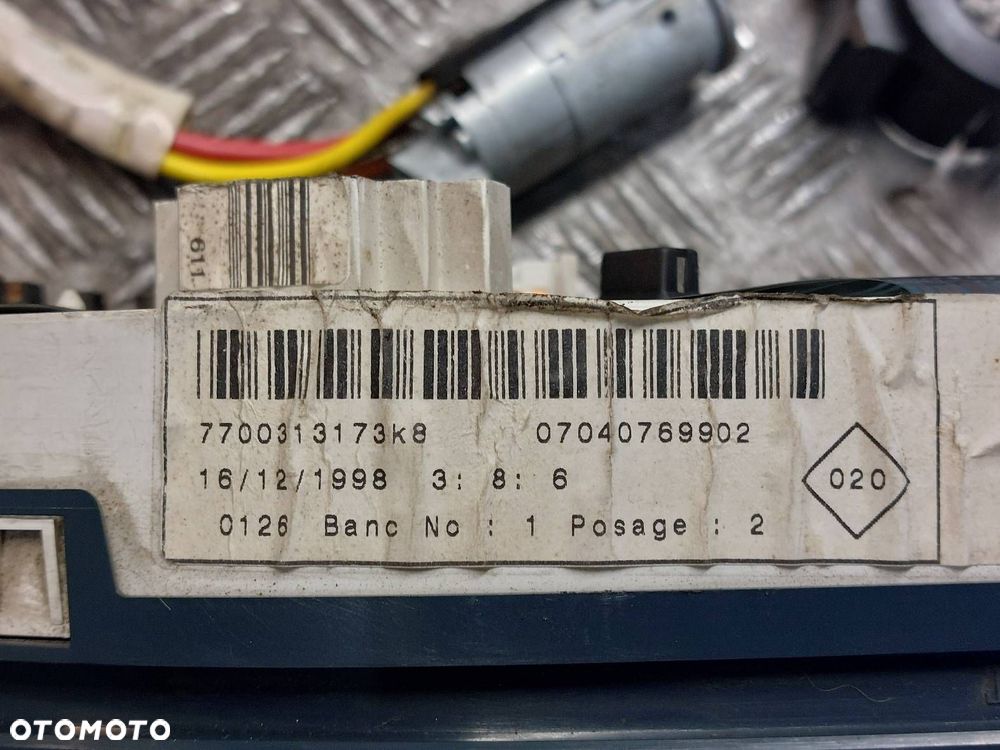 611
7700313173K8 07040769902
16/12/1998 3: 8: 6
020
0126 Banc No : 1 Posage : 2
OTOMOTO